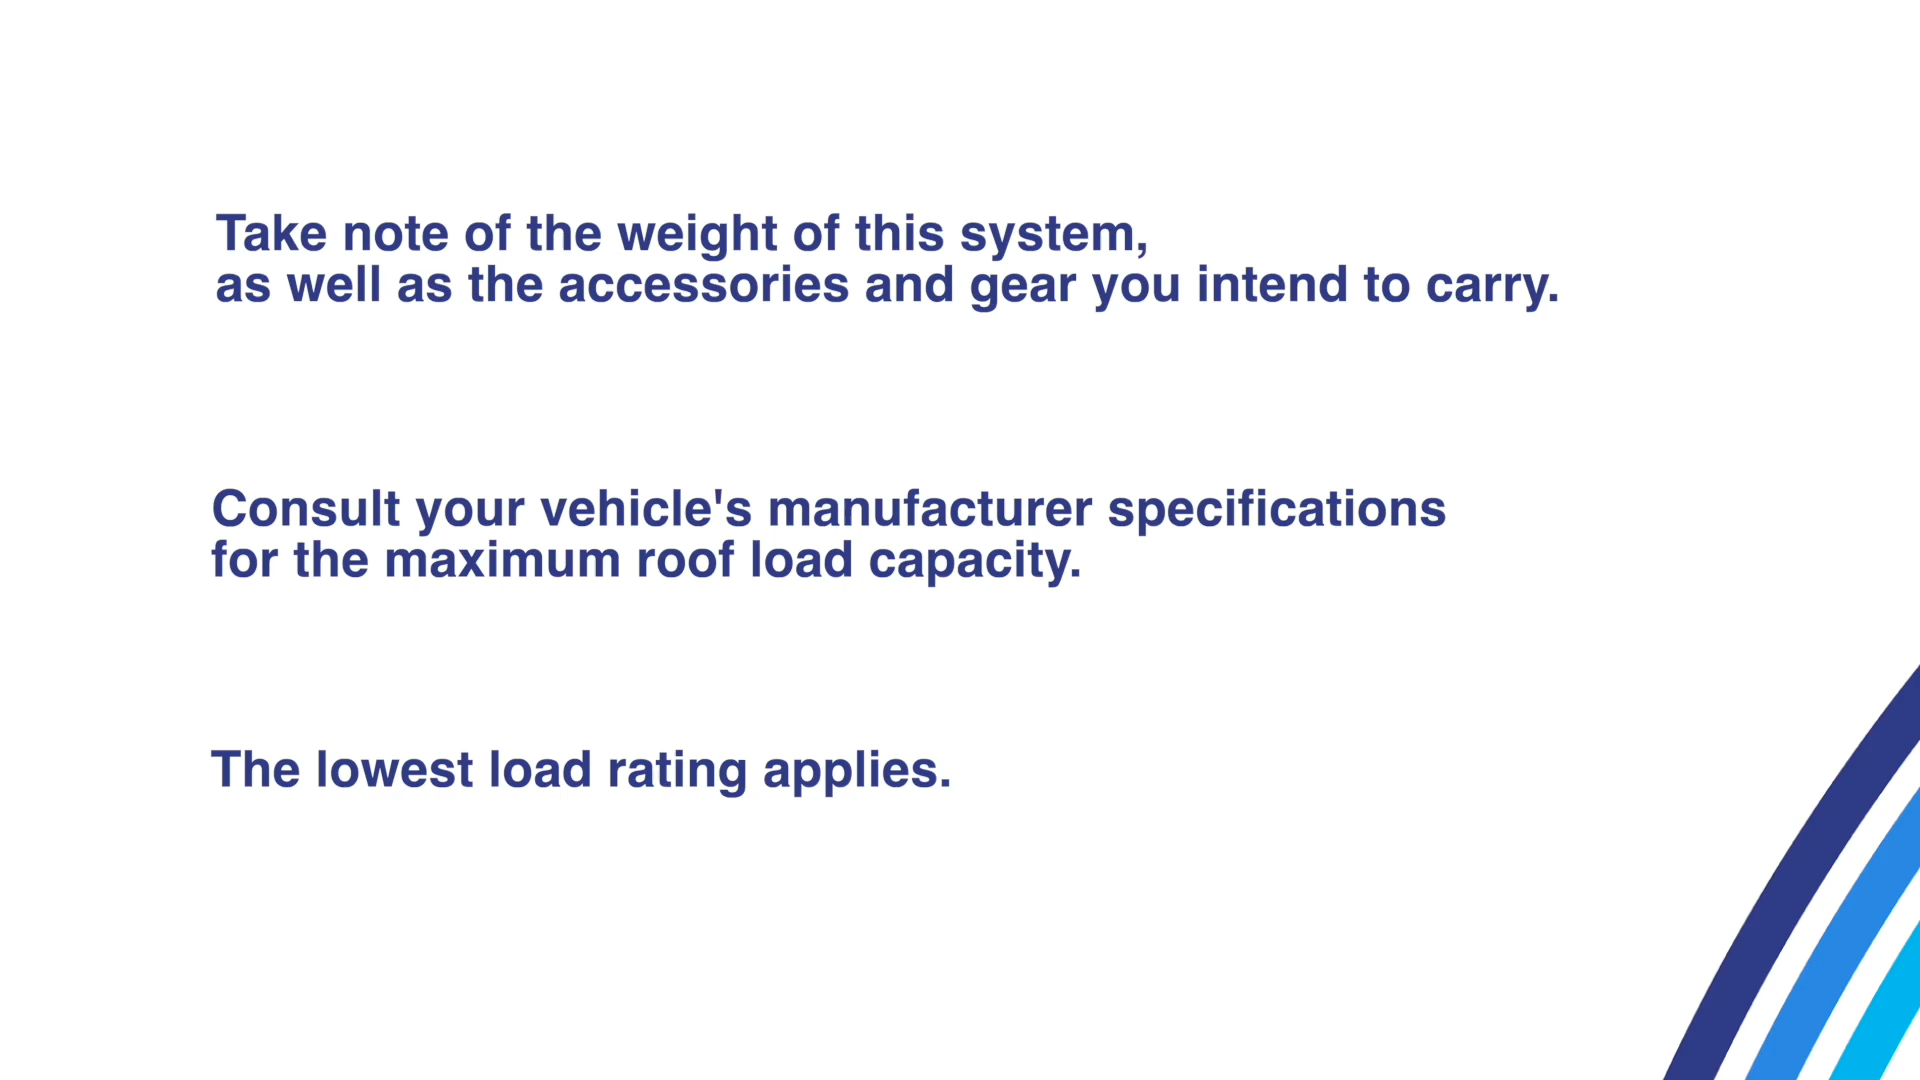 Take note of the weight of this system,
as well as the accessories and gear you intend to carry.
Consult your vehicle's manufacturer specifications
for the maximum roof load capacity.
The lowest load rating applies.